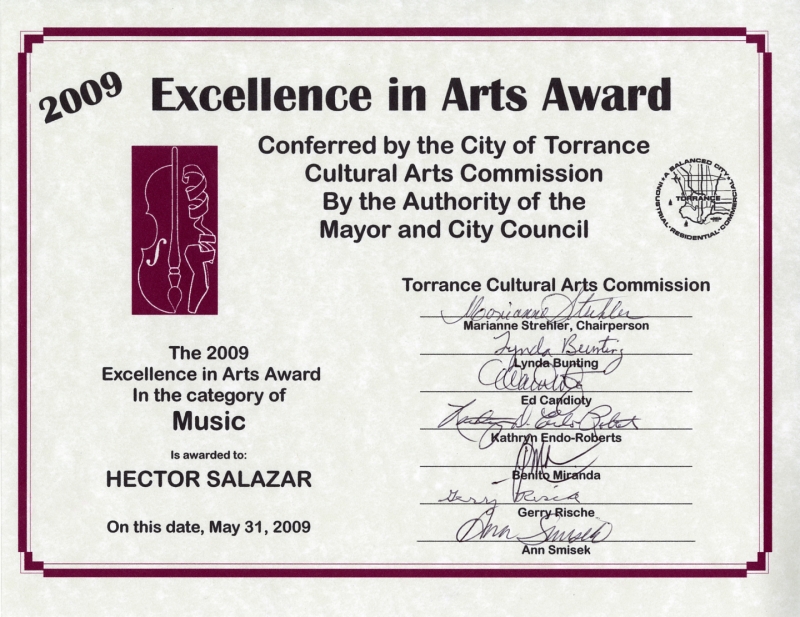 2009
Excellence in Arts Award
Conferred by the City of Torrance
Cultural Arts Commission
By the Authority of the
Mayor and City Council
A BALANCED CITY
INDUSTRIAL · RESIDENTIAL · COMMERCIAL
TORRANCE
The 2009
Excellence in Arts Award
In the category of
Music
Is awarded to:
HECTOR SALAZAR
On this date, May 31, 2009
Torrance Cultural Arts Commission
Marianne Strehler
Marianne Strehler, Chairperson
Lynda Bunting
Lynda Bunting
Ed Candioty
Kathryn Endo-Roberts
Benito Miranda
Gerry Rische
Gerry Rische
Ann Smisek
Ann Smisek